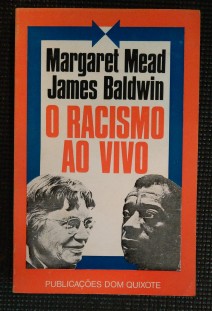 Margaret Mead
James Baldwin
O RACISMO
AO VIVO
PUBLICAÇÕES DOM QUIXOTE